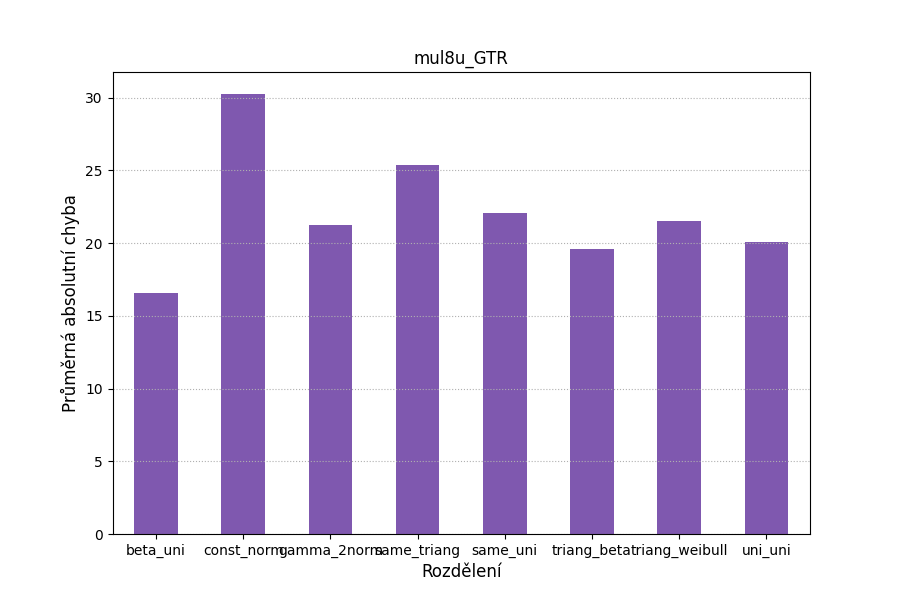 mul8u_GTR
Průměrná absolutní chyba
30
25
20
15
10
5
0
beta_uni const_norm gamma_2norm same_triang same_uni triang_beta triang_weibull uni_uni
Rozdělení